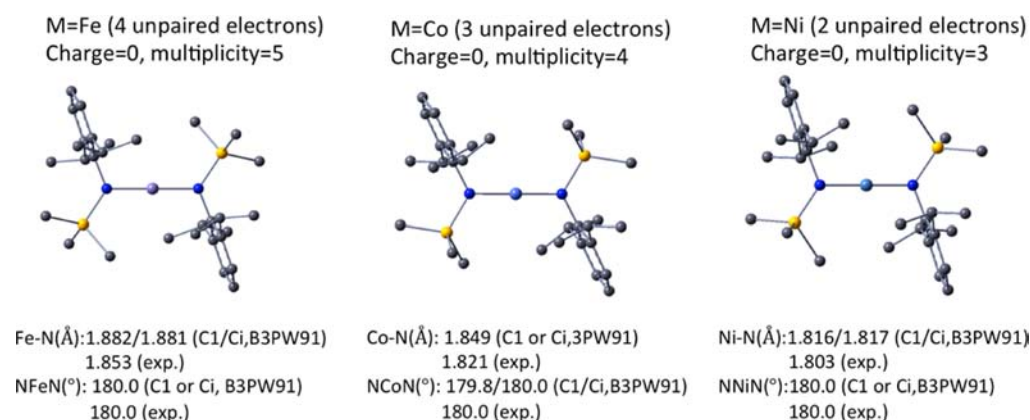 M=Fe (4 unpaired electrons)
Charge=0, multiplicity=5
M=Co (3 unpaired electrons)
Charge=0, multiplicity=4
M=Ni (2 unpaired electrons)
Charge=0, multiplicity=3
Fe-N(Å):1.882/1.881 (C1/Ci,B3PW91)
1.853 (exp.)
NFeN(°): 180.0 (C1 or Ci, B3PW91)
180.0 (exp.)
Co-N(Å): 1.849 (C1 or Ci,3PW91)
1.821 (exp.)
NCoN(°): 179.8/180.0 (C1/Ci,B3PW91)
180.0 (exp.)
Ni-N(Å):1.816/1.817 (C1/Ci,B3PW91)
1.803 (exp.)
NNiN(°):180.0 (C1 or Ci,B3PW91)
180.0 (exp.)